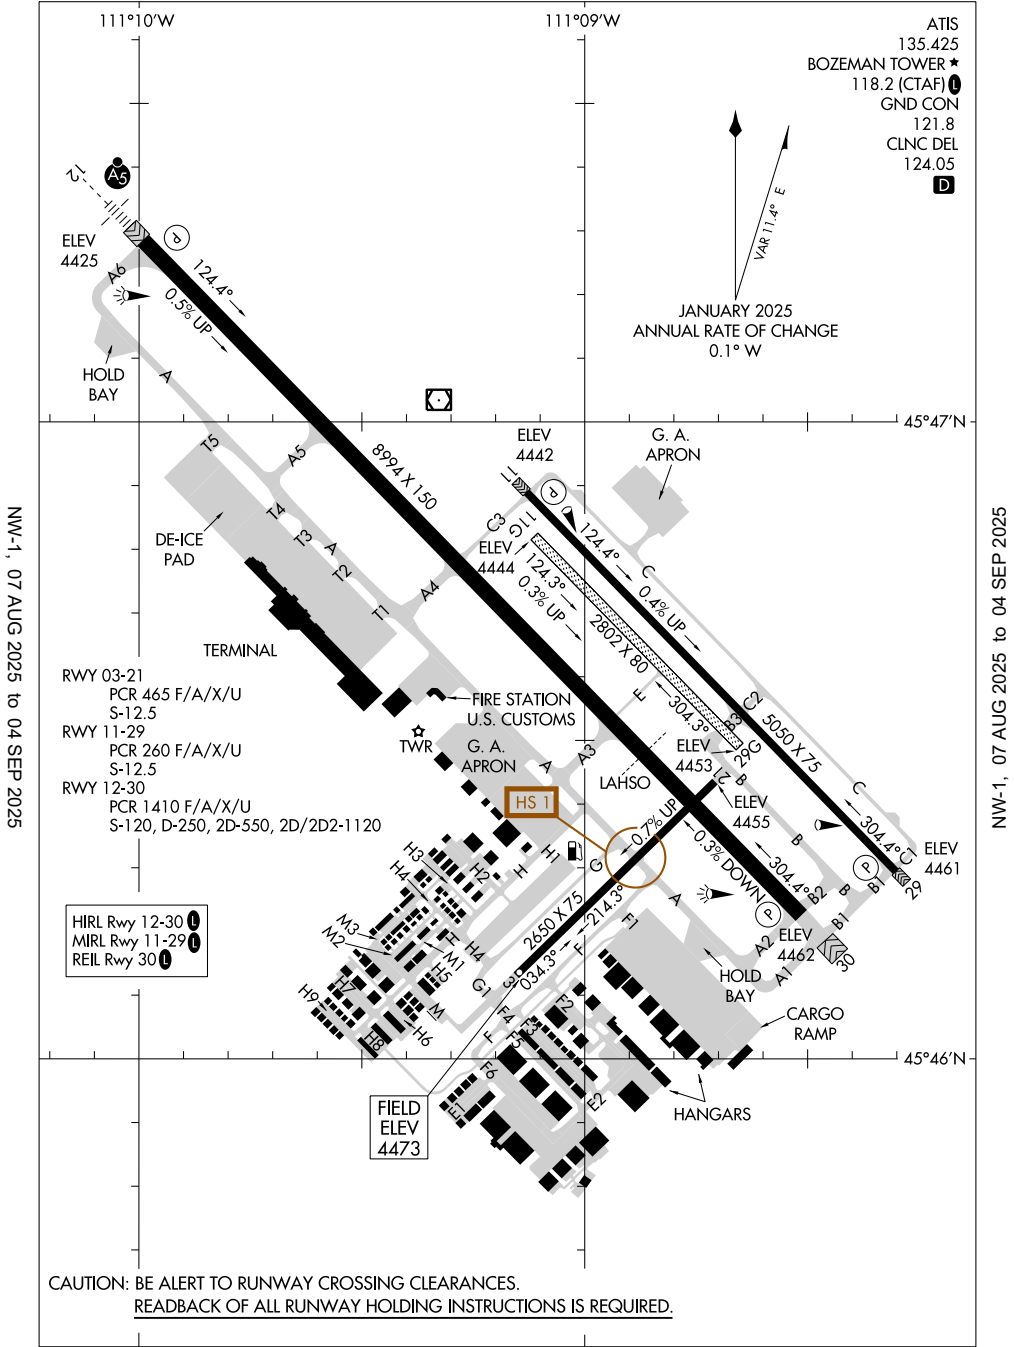 111°10'W
111°09'W
ATIS
135.425
BOZEMAN TOWER ★
118.2 (CTAF) L
GND CON
121.8
CLNC DEL
124.05
D
VAR 11.4° E
JANUARY 2025
ANNUAL RATE OF CHANGE
0.1° W
12
A5
P
ELEV
4425
A6
124.4°
0.5% UP
HOLD
BAY
A
45°47'N
T5
A5
8994 X 150
ELEV
4442
G. A.
APRON
11
P
C3
11G
DE-ICE
PAD
T4
T3
A
T2
T1
A4
ELEV
4444
124.3°
0.3% UP
124.4°
0.4% UP
C
2802 X 80
TERMINAL
E
304.3°
B3
C2
5050 X 75
29G
RWY 03-21
PCR 465 F/A/X/U
S-12.5
RWY 11-29
PCR 260 F/A/X/U
S-12.5
RWY 12-30
PCR 1410 F/A/X/U
S-120, D-250, 2D-550, 2D/2D2-1120
FIRE STATION
U.S. CUSTOMS
TWR
G. A.
APRON
A
A3
LAHSO
ELEV
4453
21
B
ELEV
4455
C
HS 1
0.7% UP
0.3% DOWN
304.4°
B
304.4°
C1
ELEV
4461
29
P
B1
B
B2
B1
P
ELEV
4462
30
A2
A1
A
H3
H4
H2
H
H1
G
2650 X 75
214.3°
034.3°
3
F1
F
HIRL Rwy 12-30 L
MIRL Rwy 11-29 L
REIL Rwy 30 L
M3
M2
H
M1
H4
H5
G1
H7
H9
M
H6
H8
F4
F
F5
F3
F2
F6
E1
E2
HOLD
BAY
CARGO
RAMP
45°46'N
HANGARS
FIELD
ELEV
4473
CAUTION: BE ALERT TO RUNWAY CROSSING CLEARANCES.
READBACK OF ALL RUNWAY HOLDING INSTRUCTIONS IS REQUIRED.
NW-1, 07 AUG 2025 to 04 SEP 2025
NW-1, 07 AUG 2025 to 04 SEP 2025